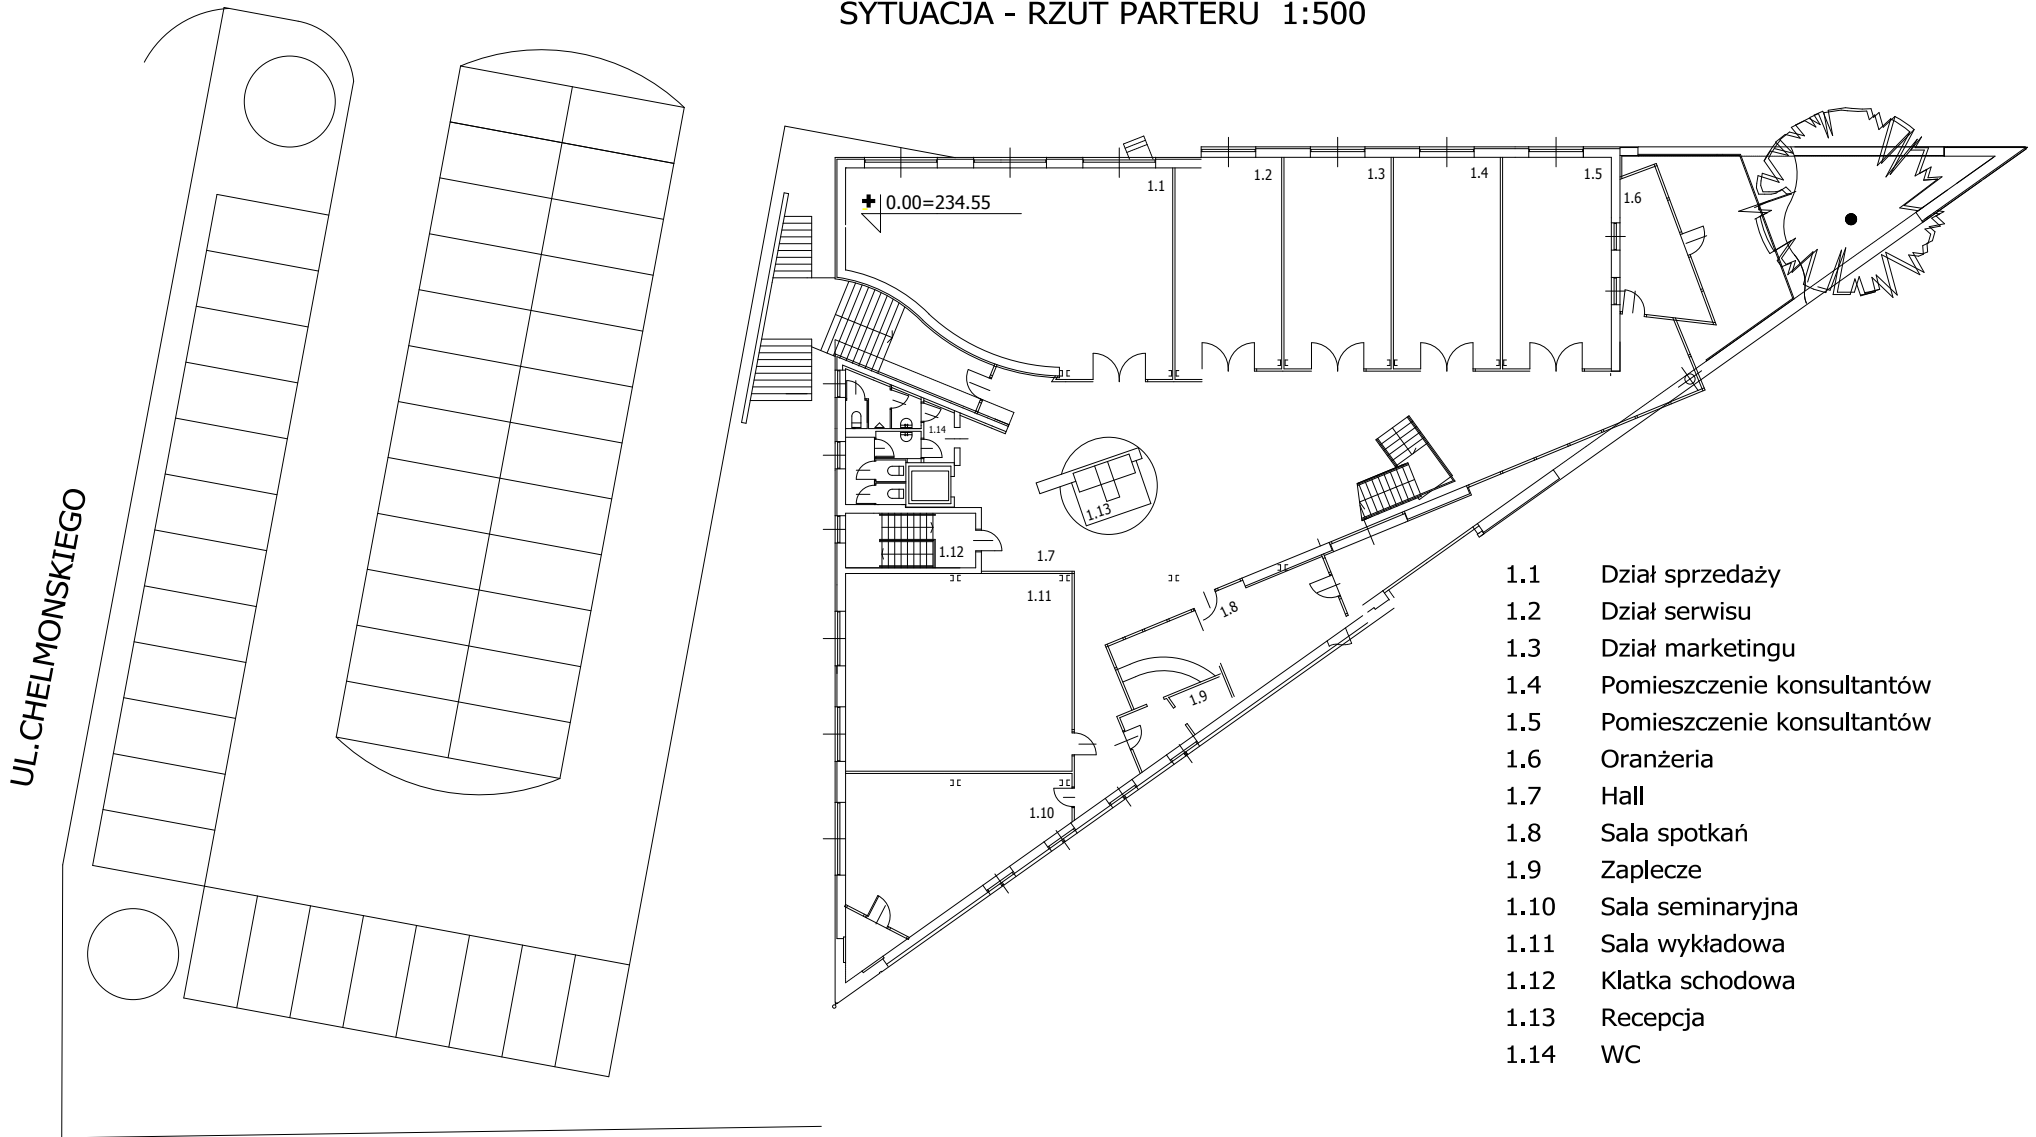 SYTUACJA - RZUT PARTERU 1:500
UL.CHELMONSKIEGO
0.00=234.55
1.1
1.2
1.3
1.4
1.5
1.6
1.14
1.13
1.12
1.7
1.11
1.8
1.9
1.10
1.1 Dział sprzedaży
1.2 Dział serwisu
1.3 Dział marketingu
1.4 Pomieszczenie konsultantów
1.5 Pomieszczenie konsultantów
1.6 Oranżeria
1.7 Hall
1.8 Sala spotkań
1.9 Zaplecze
1.10 Sala seminaryjna
1.11 Sala wykładowa
1.12 Klatka schodowa
1.13 Recepcja
1.14 WC